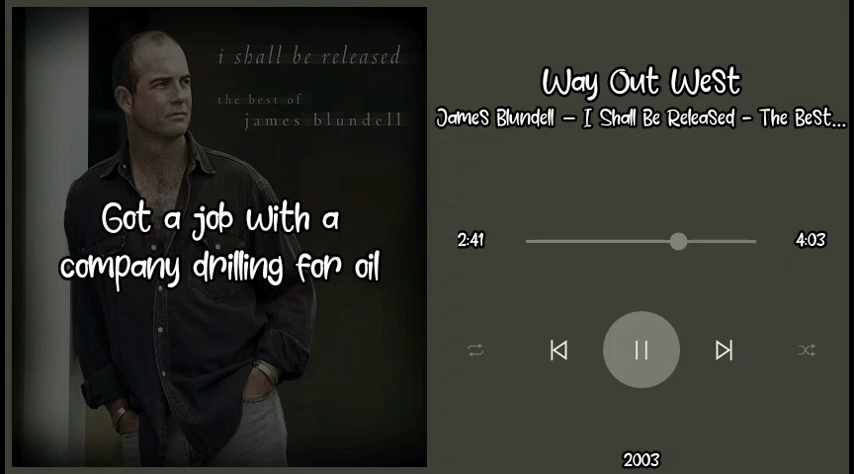 i shall be released
the best of
james blundell
Got a job with a
company drilling for oil
Way Out West
James Blundell – I Shall Be Released - The Best...
2:41
4:03
2003